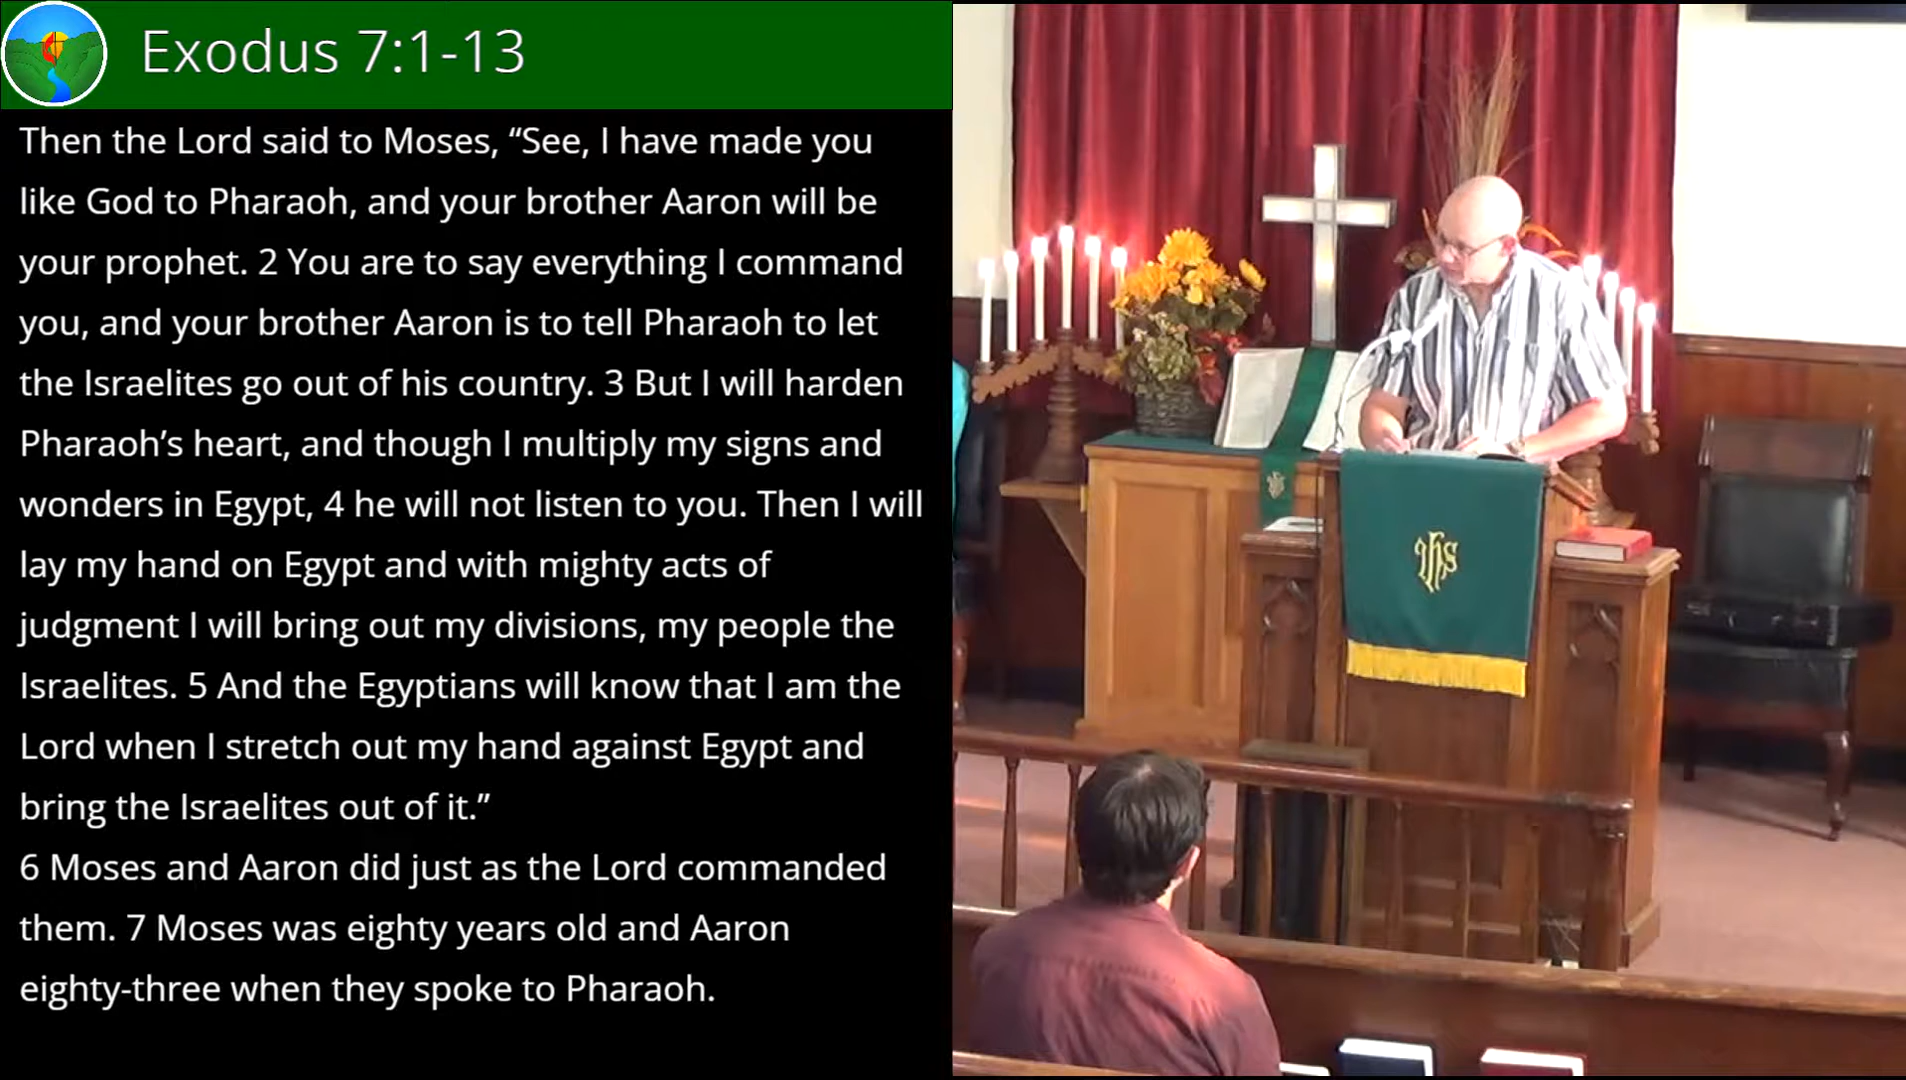 Exodus 7:1-13
Then the Lord said to Moses, “See, I have made you
like God to Pharaoh, and your brother Aaron will be
your prophet. 2 You are to say everything I command
you, and your brother Aaron is to tell Pharaoh to let
the Israelites go out of his country. 3 But I will harden
Pharaoh’s heart, and though I multiply my signs and
wonders in Egypt, 4 he will not listen to you. Then I will
lay my hand on Egypt and with mighty acts of
judgment I will bring out my divisions, my people the
Israelites. 5 And the Egyptians will know that I am the
Lord when I stretch out my hand against Egypt and
bring the Israelites out of it.”
6 Moses and Aaron did just as the Lord commanded
them. 7 Moses was eighty years old and Aaron
eighty-three when they spoke to Pharaoh.
IHS